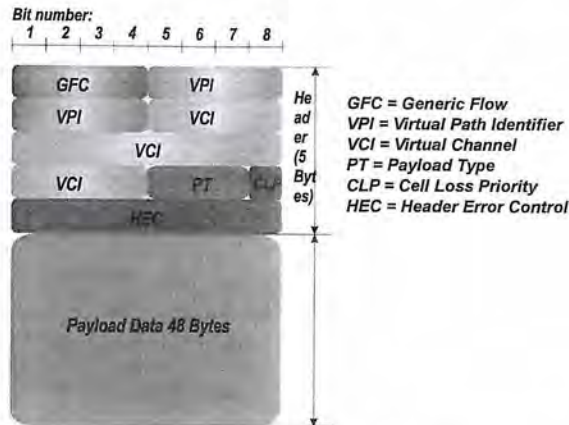 Bit number:
1 2 3 4 5 6 7 8
GFC VPI
VPI VCI
VCI
VCI PT CLP
HEC
Payload Data 48 Bytes
He
ad
er
(5
Byt
es)
GFC = Generic Flow
VPI = Virtual Path Identifier
VCI = Virtual Channel
PT = Payload Type
CLP = Cell Loss Priority
HEC = Header Error Control